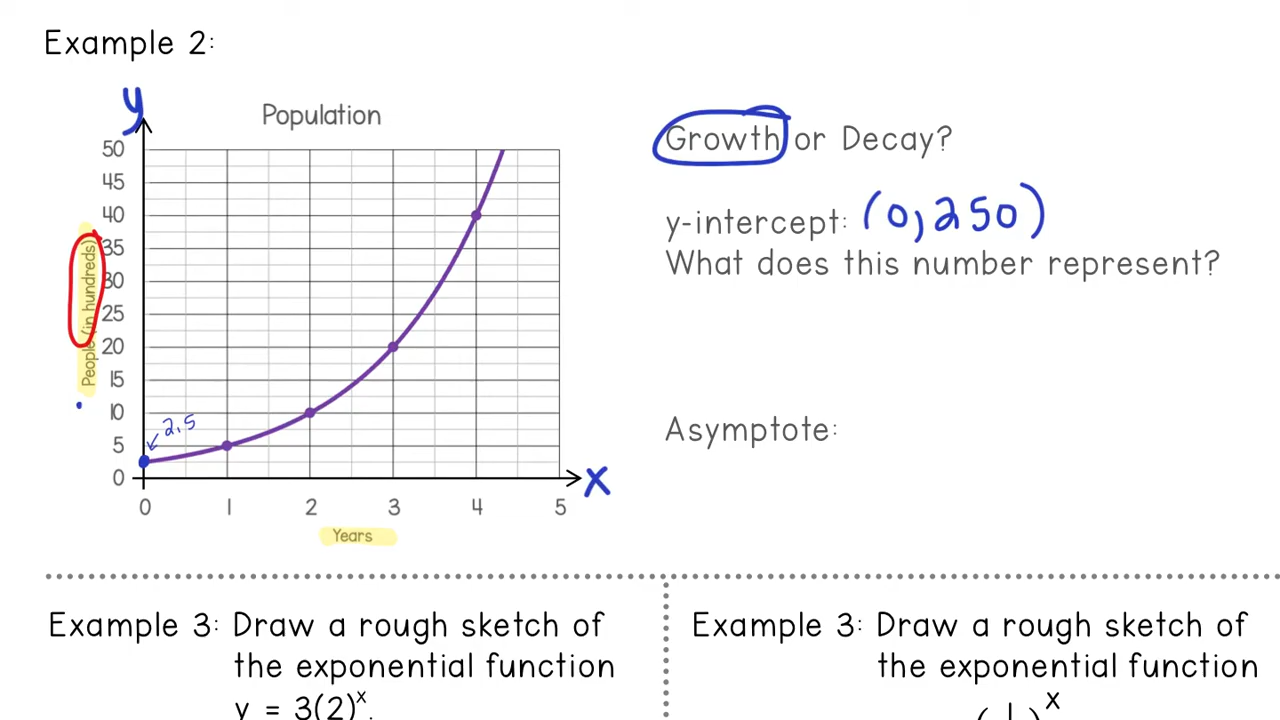 Example 2:
y
Population
50
45
40
35
30
25
20
15
10
5
0
People (in hundreds)
2.5
0 1 2 3 4 5
x
Years
Growth or Decay?
y-intercept: (0,250)
What does this number represent?
Asymptote:
Example 3: Draw a rough sketch of
the exponential function
y = 3(2)ˣ.
Example 3: Draw a rough sketch of
the exponential function
( 1 ) x